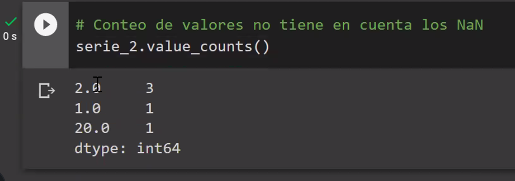 # Conteo de valores no tiene en cuenta los NaN
serie_2.value_counts()
0 s
2.0 3
1.0 1
20.0 1
dtype: int64